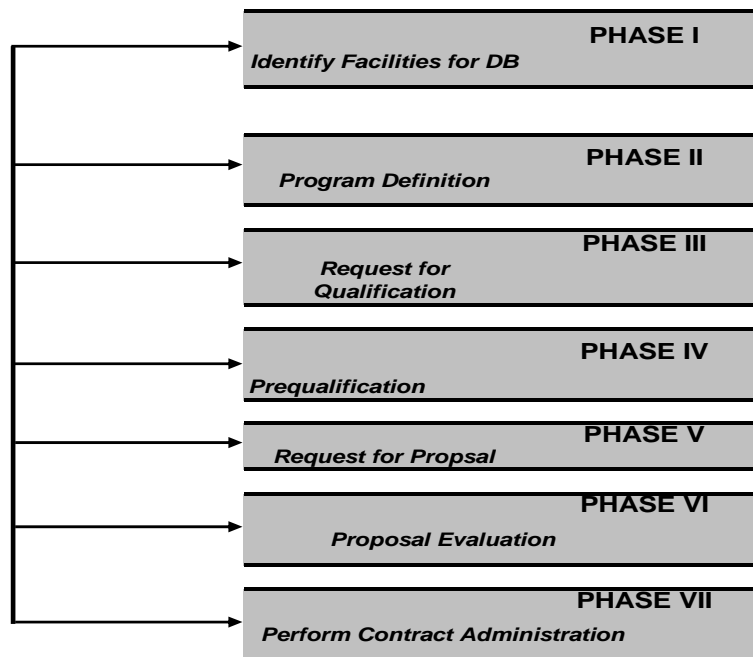 PHASE I
Identify Facilities for DB
PHASE II
Program Definition
PHASE III
Request for
Qualification
PHASE IV
Prequalification
PHASE V
Request for Propsal
PHASE VI
Proposal Evaluation
PHASE VII
Perform Contract Administration